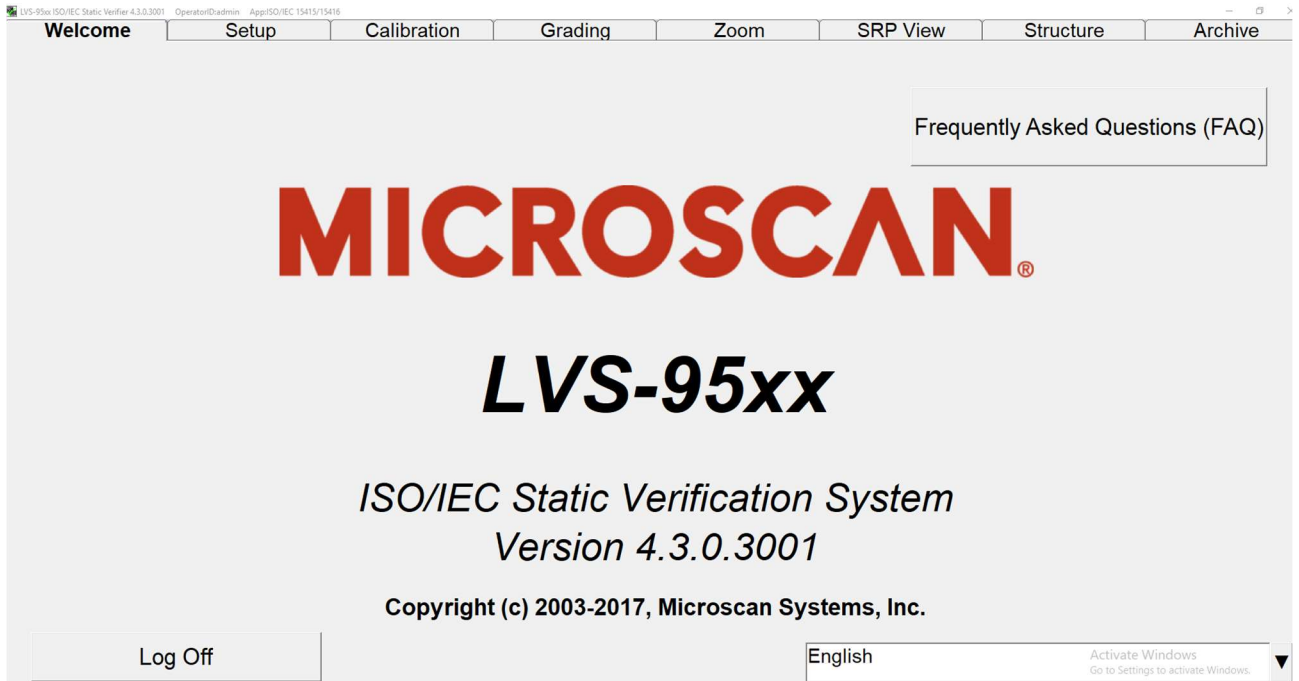 LVS-95xx ISO/IEC Static Verifier 4.3.0.3001 OperatorID:admin App:ISO/IEC 15415/15416
Welcome Setup Calibration Grading Zoom SRP View Structure Archive
Frequently Asked Questions (FAQ)
MICROSCAN®
LVS-95xx
ISO/IEC Static Verification System
Version 4.3.0.3001
Copyright (c) 2003-2017, Microscan Systems, Inc.
Log Off
English
Activate Windows
Go to Settings to activate Windows.